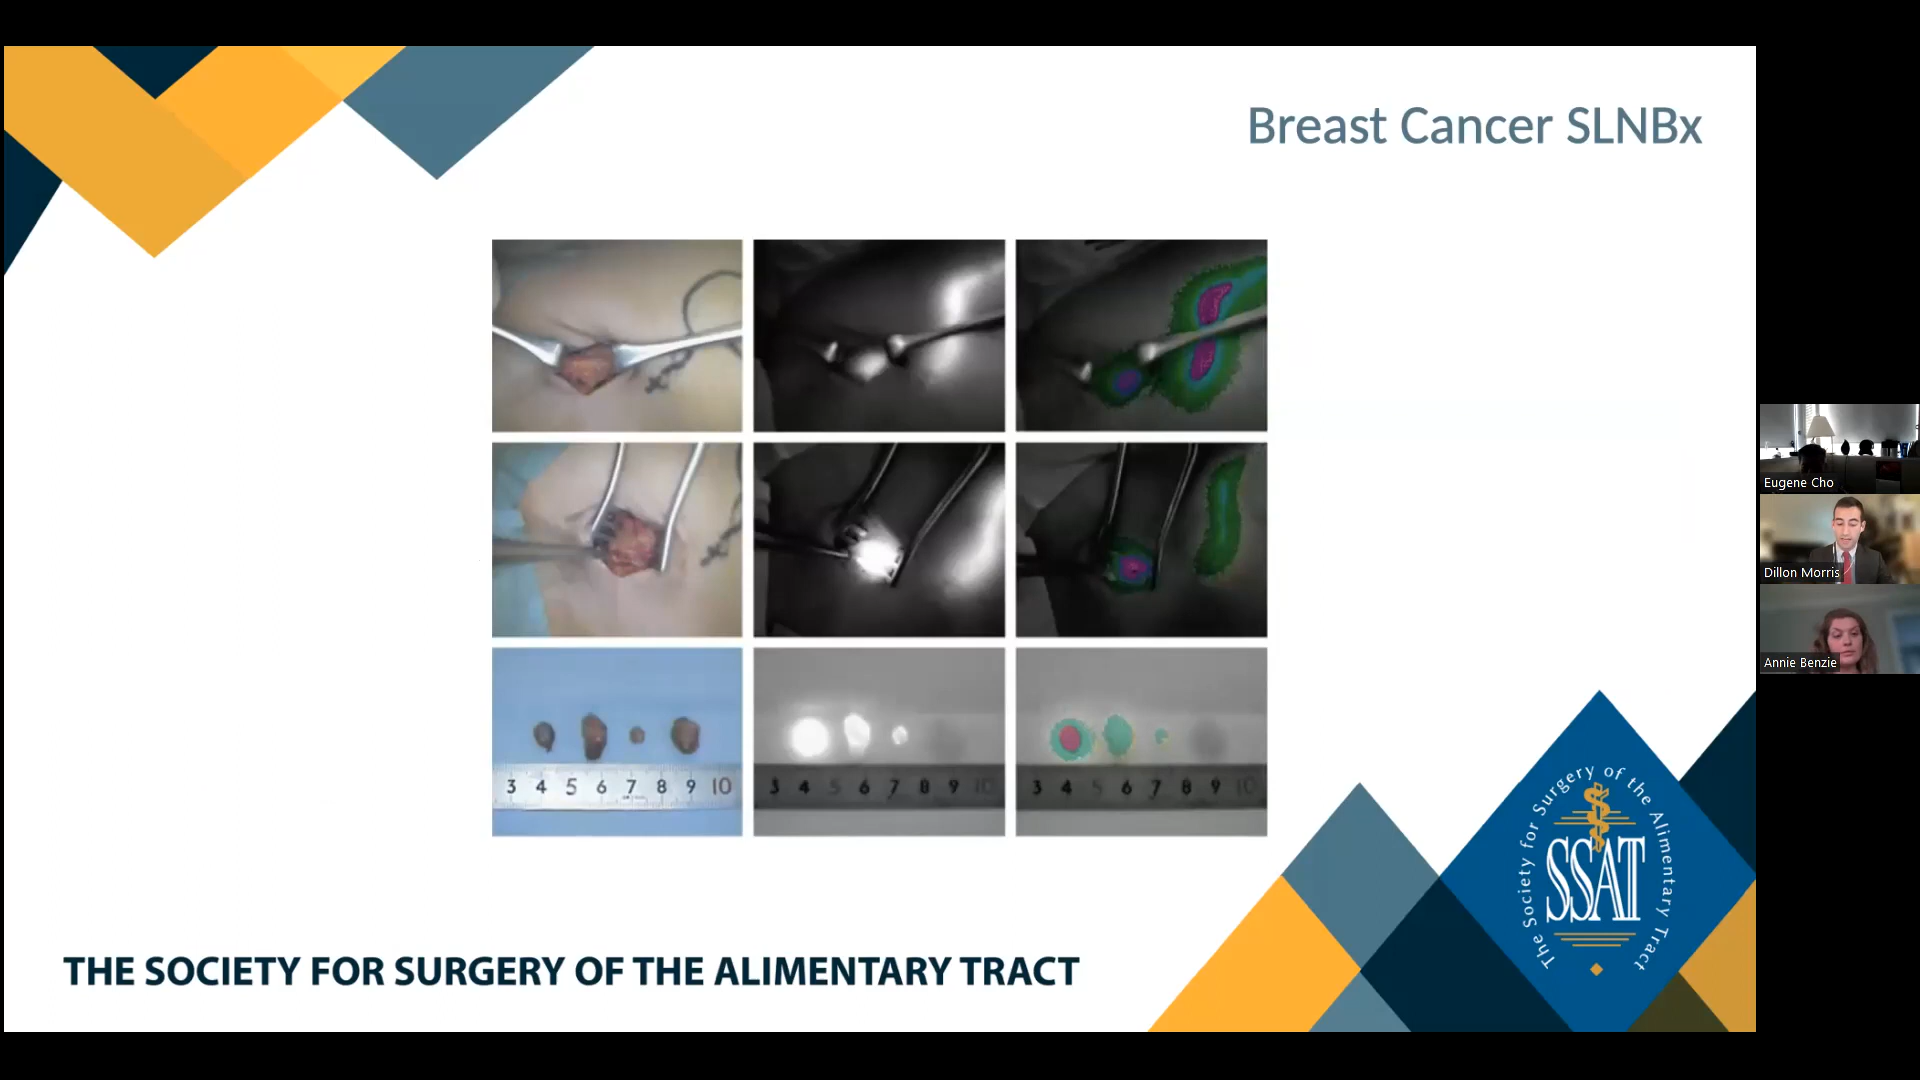 Breast Cancer SLNBx
3 4 5 6 7 8 9 10
3 4 5 6 7 8 9 10
3 4 5 6 7 8 9 10
THE SOCIETY FOR SURGERY OF THE ALIMENTARY TRACT
The Society for Surgery of the Alimentary Tract
SSAT
Eugene Cho
Dillon Morris
Annie Benzie